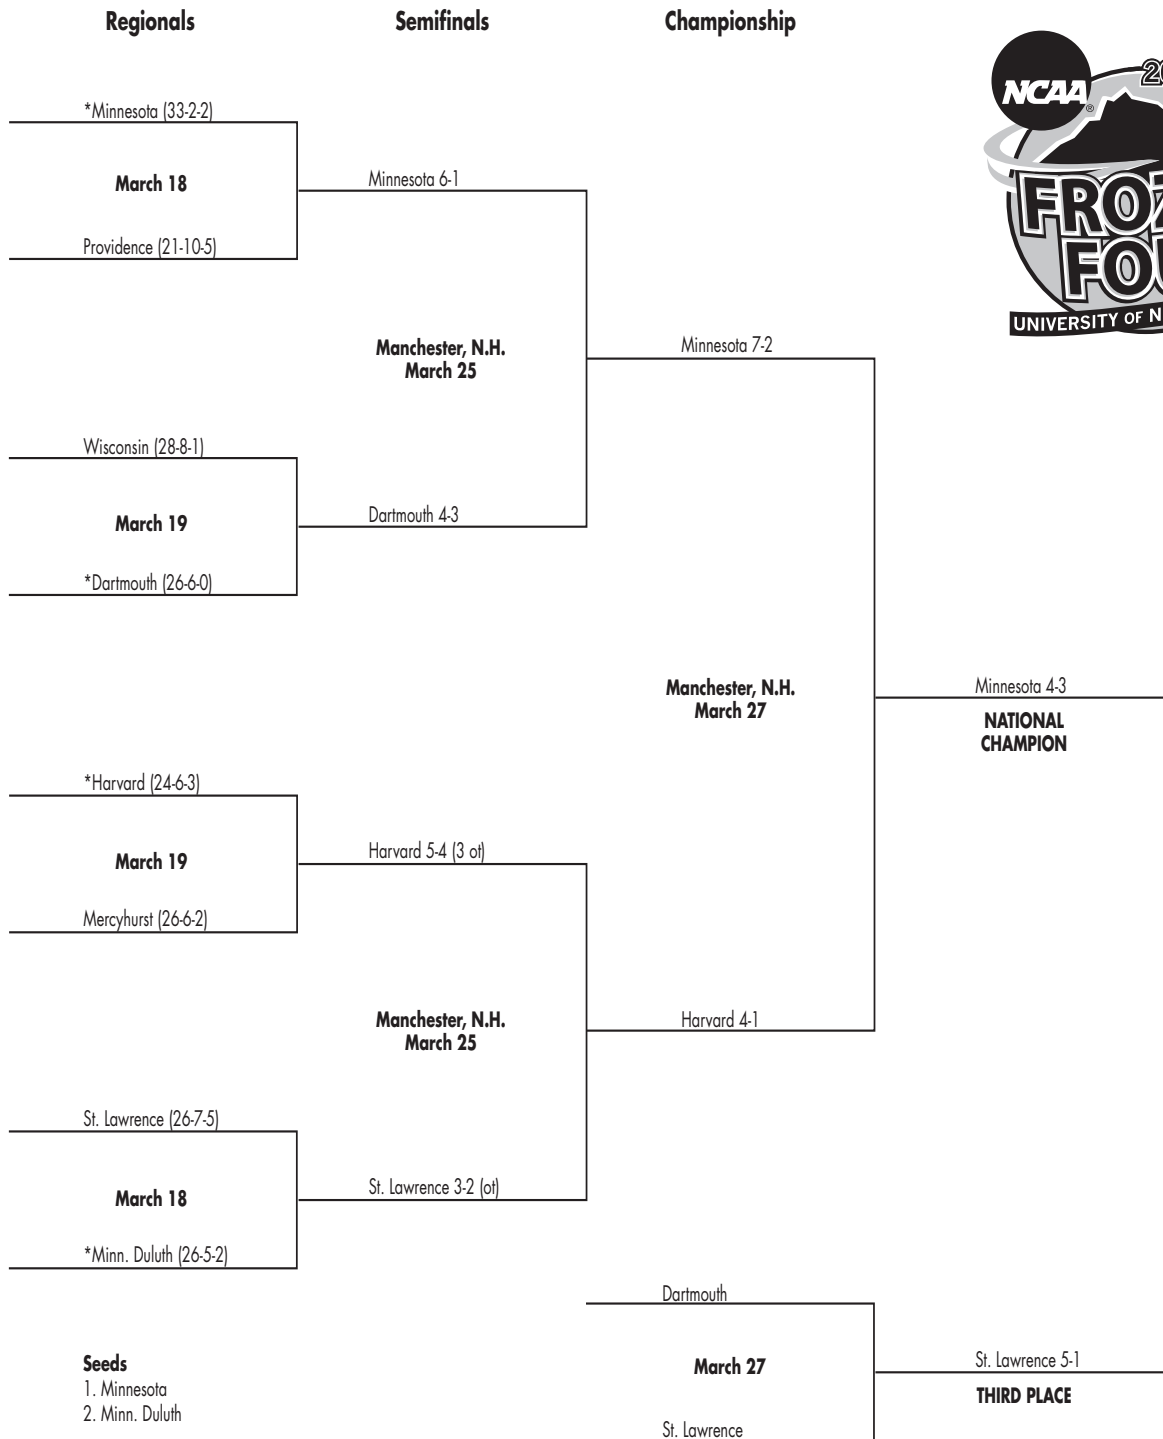 Regionals
Semifinals
Championship
NCAA
®
*Minnesota (33-2-2)
March 18
Providence (21-10-5)
Minnesota 6-1
Manchester, N.H.
March 25
Minnesota 7-2
UNIVERSITY OF
Wisconsin (28-8-1)
March 19
*Dartmouth (26-6-0)
Dartmouth 4-3
Manchester, N.H.
March 27
Minnesota 4-3
NATIONAL
CHAMPION
*Harvard (24-6-3)
March 19
Mercyhurst (26-6-2)
Harvard 5-4 (3 ot)
Manchester, N.H.
March 25
Harvard 4-1
St. Lawrence (26-7-5)
March 18
*Minn. Duluth (26-5-2)
St. Lawrence 3-2 (ot)
Dartmouth
March 27
St. Lawrence
St. Lawrence 5-1
THIRD PLACE
Seeds
1. Minnesota
2. Minn. Duluth